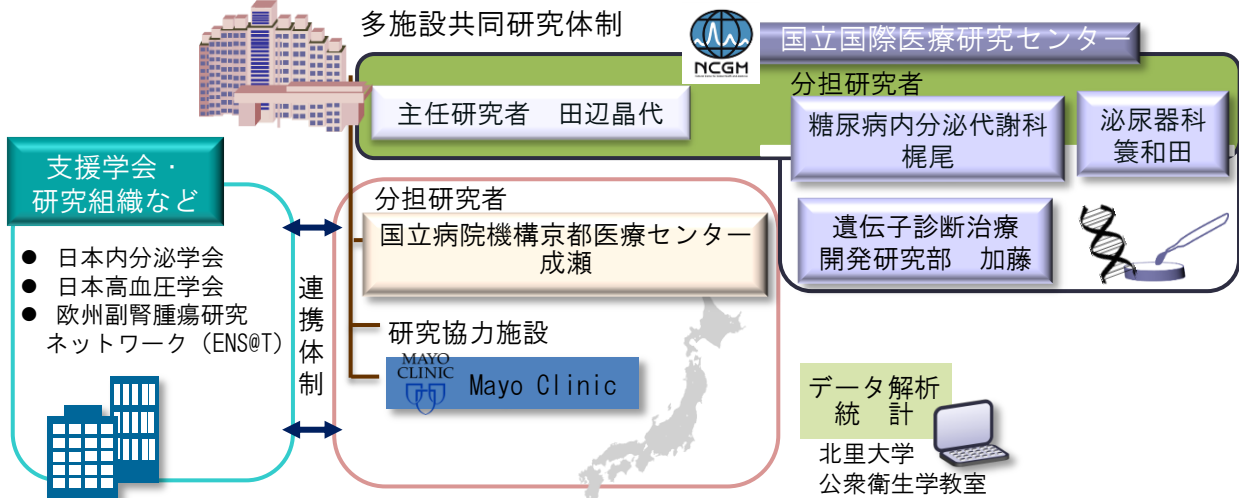 多施設共同研究体制
NCGM
国立国際医療研究センター
主任研究者　田辺晶代
分担研究者
糖尿病内分泌代謝科
梶尾
泌尿器科
簑和田
遺伝子診断治療
開発研究部　加藤
支援学会・
研究組織など
● 日本内分泌学会
● 日本高血圧学会
● 欧州副腎腫瘍研究
ネットワーク（ENS@T）
連携体制
分担研究者
国立病院機構京都医療センター
成瀬
研究協力施設
MAYO
CLINIC
Mayo Clinic
データ解析
統　計
北里大学
公衆衛生学教室